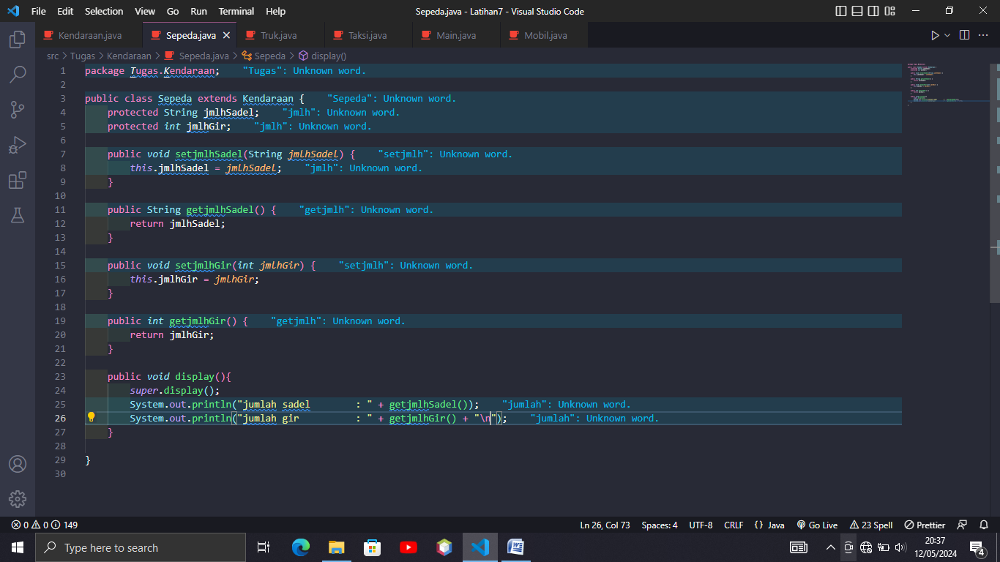 File Edit Selection View Go Run Terminal Help Sepeda.java - Latihan7 - Visual Studio Code
Kendaraan.java Sepeda.java Truk.java Taksi.java Main.java Mobil.java
src > Tugas > Kendaraan > Sepeda.java > Sepeda > display()
1 package Tugas.Kendaraan; "Tugas": Unknown word.
2
3 public class Sepeda extends Kendaraan { "Sepeda": Unknown word.
4 protected String jmlhSadel; "jmlh": Unknown word.
5 protected int jmlhGir; "jmlh": Unknown word.
6
7 public void setjmlhSadel(String jmlhSadel) { "setjmlh": Unknown word.
8 this.jmlhSadel = jmlhSadel; "jmlh": Unknown word.
9 }
10
11 public String getjmlhSadel() { "getjmlh": Unknown word.
12 return jmlhSadel;
13 }
14
15 public void setjmlhGir(int jmlhGir) { "setjmlh": Unknown word.
16 this.jmlhGir = jmlhGir;
17 }
18
19 public int getjmlhGir() { "getjmlh": Unknown word.
20 return jmlhGir;
21 }
22
23 public void display(){
24 super.display();
25 System.out.println("jumlah sadel        : " + getjmlhSadel()); "jumlah": Unknown word.
26 System.out.println("jumlah gir          : " + getjmlhGir() + "\n"); "jumlah": Unknown word.
27 }
28
29 }
30
0 0 149 Ln 26, Col 73 Spaces: 4 UTF-8 CRLF {} Java Go Live 23 Spell Prettier
Type here to search 20:37
12/05/2024 4